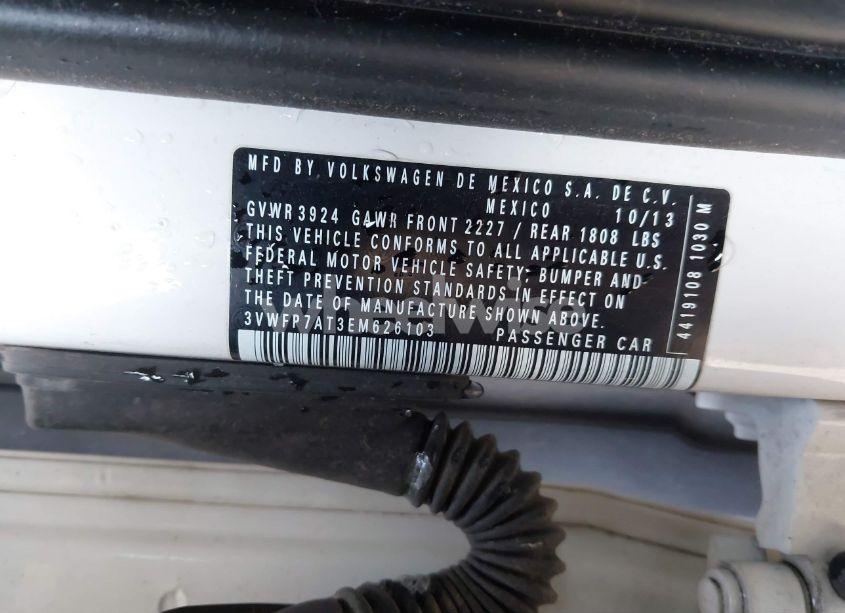 MFD BY VOLKSWAGEN DE MEXICO S.A. DE C.V.
MEXICO 10/13
GVWR 3924 GAWR FRONT 2227 / REAR 1808 LBS
THIS VEHICLE CONFORMS TO ALL APPLICABLE U.S.
FEDERAL MOTOR VEHICLE SAFETY, BUMPER AND
THEFT PREVENTION STANDARDS IN EFFECT ON
THE DATE OF MANUFACTURE SHOWN ABOVE.
3VWFP7AT3EM626103 PASSENGER CAR
4419108 1030 M
wheelwise